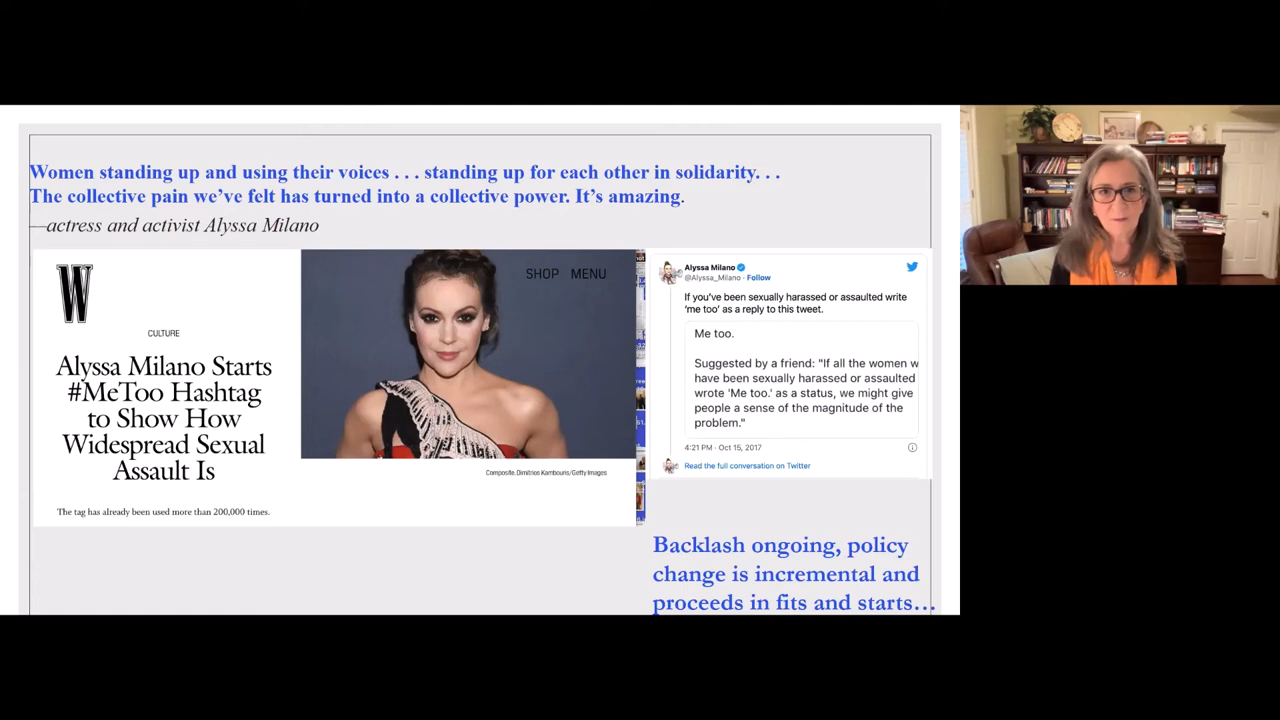 Women standing up and using their voices . . . standing up for each other in solidarity. . .
The collective pain we’ve felt has turned into a collective power. It’s amazing.
—actress and activist Alyssa Milano
W
SHOP MENU
CULTURE
Alyssa Milano Starts
#MeToo Hashtag
to Show How
Widespread Sexual
Assault Is
Composite. Dimitrios Kambouris/Getty Images
The tag has already been used more than 200,000 times.
Alyssa Milano
@Alyssa_Milano · Follow
If you’ve been sexually harassed or assaulted write
‘me too’ as a reply to this tweet.
Me too.
Suggested by a friend: "If all the women w
have been sexually harassed or assaulted
wrote 'Me too.' as a status, we might give
people a sense of the magnitude of the
problem."
4:21 PM · Oct 15, 2017
Read the full conversation on Twitter
Backlash ongoing, policy
change is incremental and
proceeds in fits and starts…